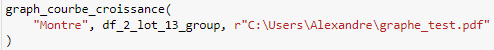 graph_courbe_croissance(
    "Montre", df_2_lot_13_group, r"C:\Users\Alexandre\graphe_test.pdf"
)